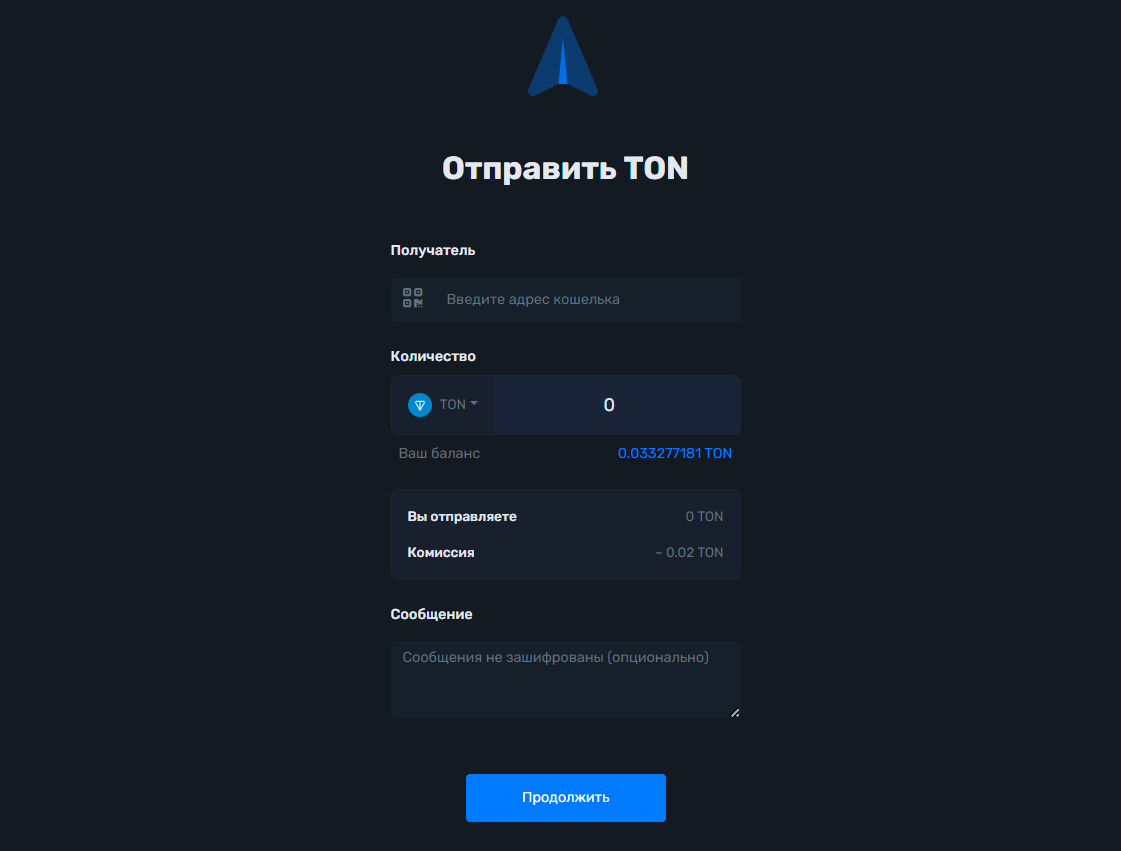 Отправить TON
Получатель
Введите адрес кошелька
Количество
TON 0
Ваш баланс 0.033277181 TON
Вы отправляете 0 TON
Комиссия ~ 0.02 TON
Сообщение
Сообщения не зашифрованы (опционально)
Продолжить